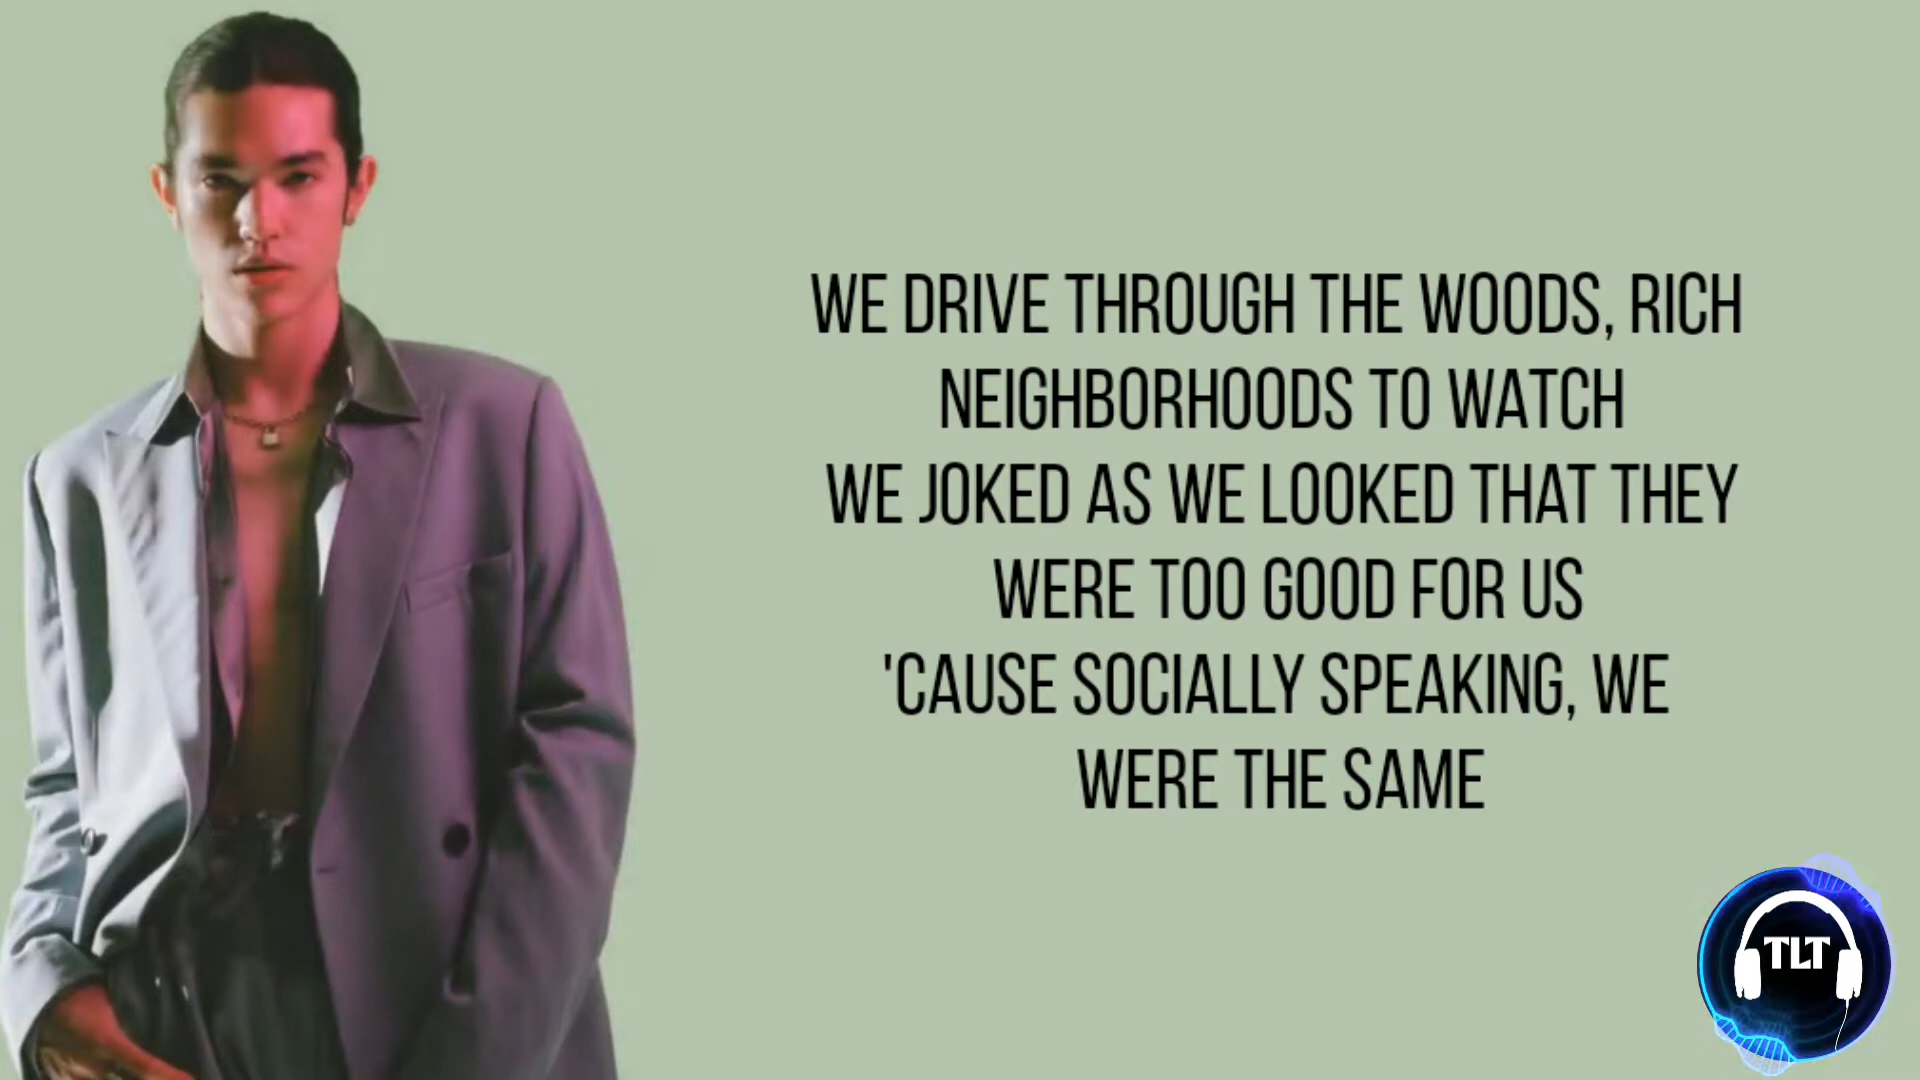 WE DRIVE THROUGH THE WOODS, RICH
NEIGHBORHOODS TO WATCH
WE JOKED AS WE LOOKED THAT THEY
WERE TOO GOOD FOR US
'CAUSE SOCIALLY SPEAKING, WE
WERE THE SAME
TLT